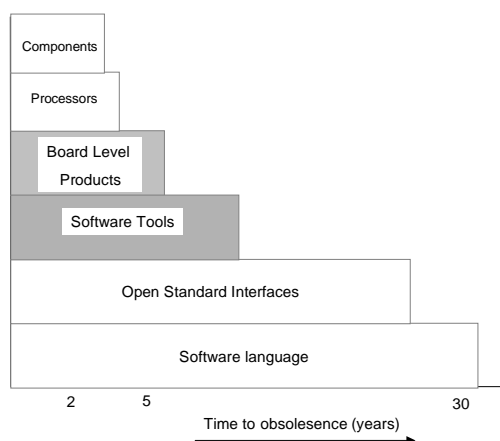 Components
Processors
Board Level
Products
Software Tools
Open Standard Interfaces
Software language
2 5 30
Time to obsolesence (years)